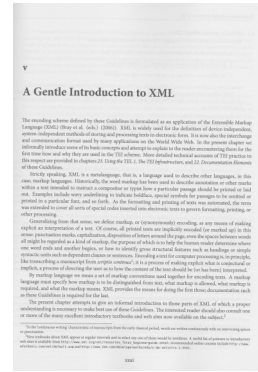 v
A Gentle Introduction to XML
The encoding scheme defined by these Guidelines is formulated as an application of the Extensible Markup
Language (XML) (Bray et al. (eds.) (2006)). XML is widely used for the definition of device-independent,
system-independent methods of storing and processing texts in electronic form. It is now also the interchange
and communication format used by many applications on the World Wide Web. In the present chapter we
informally introduce some of its basic concepts and attempt to explain to the reader encountering them for the
first time how and why they are used in the TEI scheme. More detailed technical accounts of TEI practice in
this respect are provided in chapters 23. Using the TEI, 1. The TEI Infrastructure, and 22. Documentation Elements
of these Guidelines.
Strictly speaking, XML is a metalanguage, that is, a language used to describe other languages, in this
case, markup languages. Historically, the word markup has been used to describe annotation or other marks
within a text intended to instruct a compositor or typist how a particular passage should be printed or laid
out. Examples include wavy underlining to indicate boldface, special symbols for passages to be omitted or
printed in a particular font, and so forth. As the formatting and printing of texts was automated, the term
was extended to cover all sorts of special codes inserted into electronic texts to govern formatting, printing, or
other processing.
Generalizing from that sense, we define markup, or (synonymously) encoding, as any means of making
explicit an interpretation of a text. Of course, all printed texts are implicitly encoded (or marked up) in this
sense: punctuation marks, capitalization, disposition of letters around the page, even the spaces between words
all might be regarded as a kind of markup, the purpose of which is to help the human reader determine where
one word ends and another begins, or how to identify gross structural features such as headings or simple
syntactic units such as dependent clauses or sentences. Encoding a text for computer processing is, in principle,
like transcribing a manuscript from scriptio continua; it is a process of making explicit what is conjectural or
implicit, a process of directing the user as to how the content of the text should be (or has been) interpreted.
By markup language we mean a set of markup conventions used together for encoding texts. A markup
language must specify how markup is to be distinguished from text, what markup is allowed, what markup is
required, and what the markup means. XML provides the means for doing the first three; documentation such
as these Guidelines is required for the last.
The present chapter attempts to give an informal introduction to those parts of XML of which a proper
understanding is necessary to make best use of these Guidelines. The interested reader should also consult one
or more of the many excellent introductory textbooks and web sites now available on the subject.